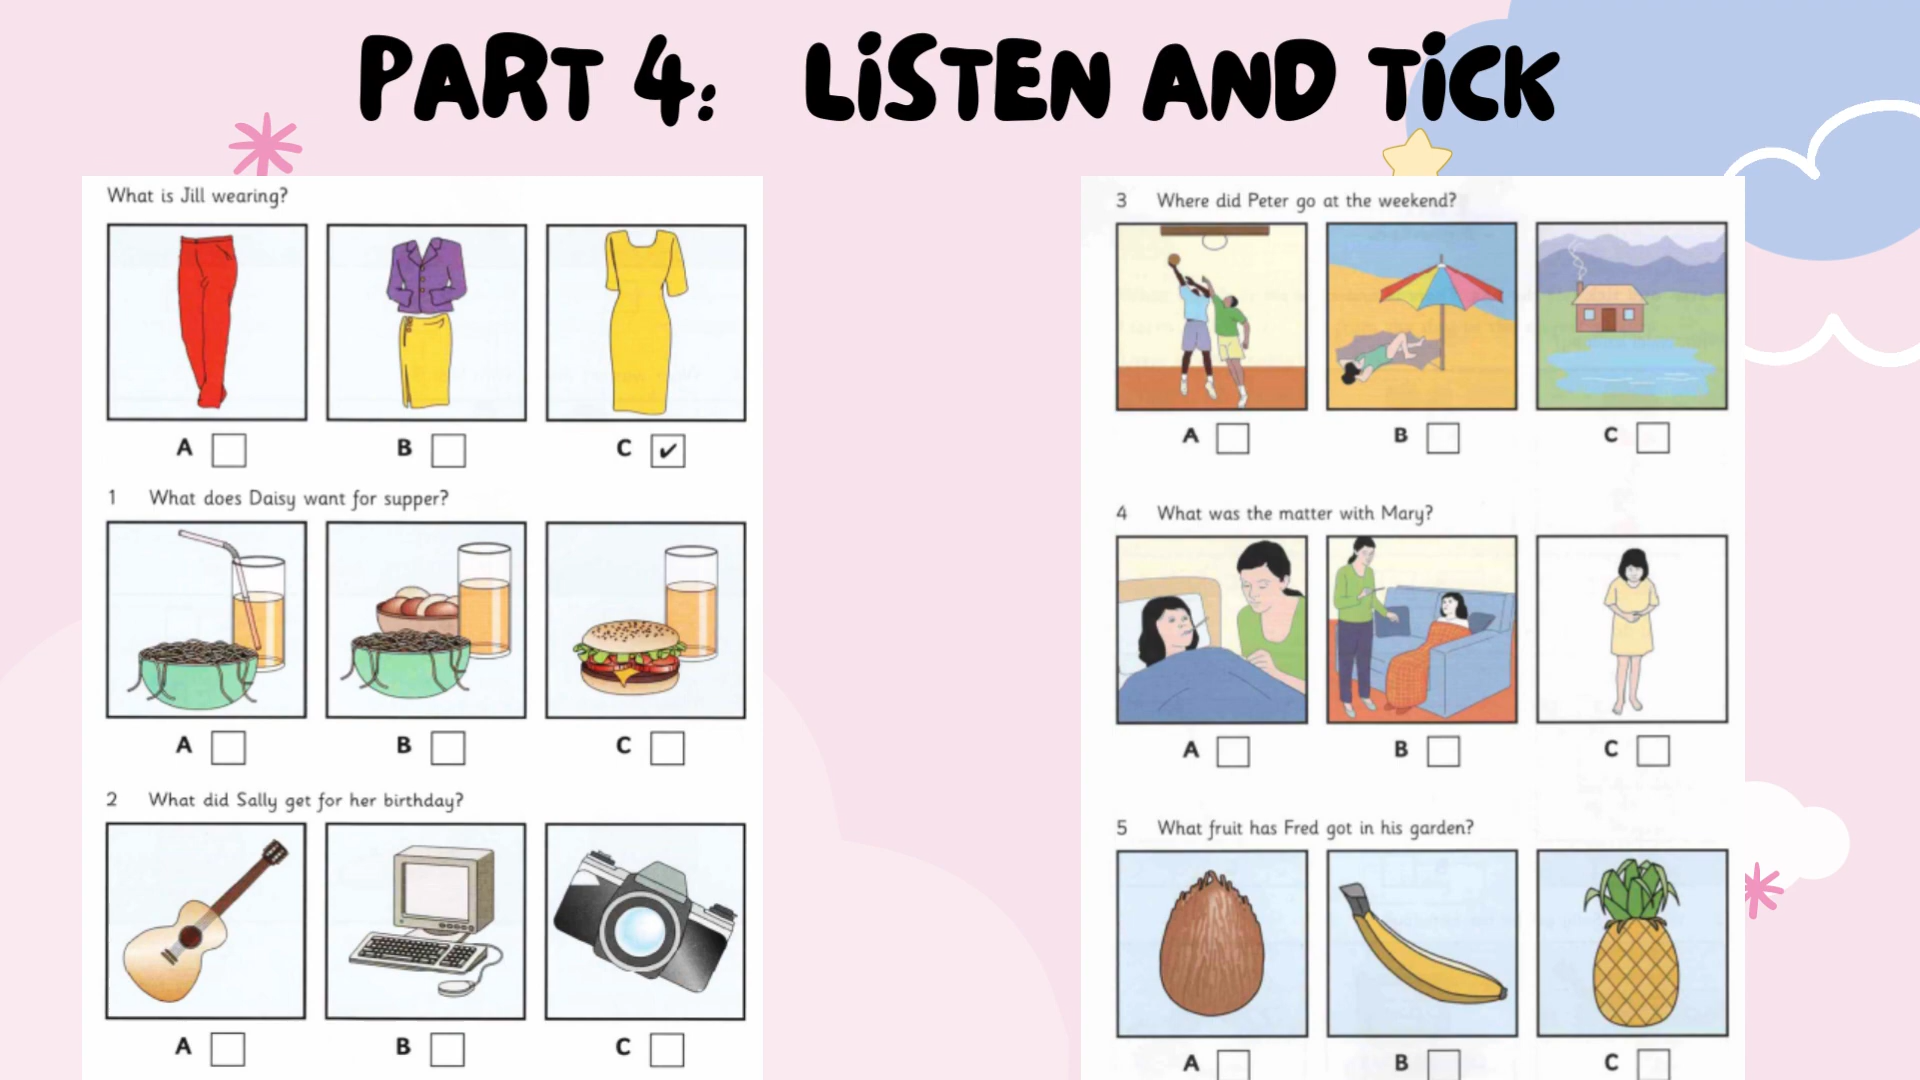 PART 4: LISTEN AND TICK
What is Jill wearing?
A B C ✔
1 What does Daisy want for supper?
A B C
2 What did Sally get for her birthday?
A B C
3 Where did Peter go at the weekend?
A B C
4 What was the matter with Mary?
A B C
5 What fruit has Fred got in his garden?
A B C